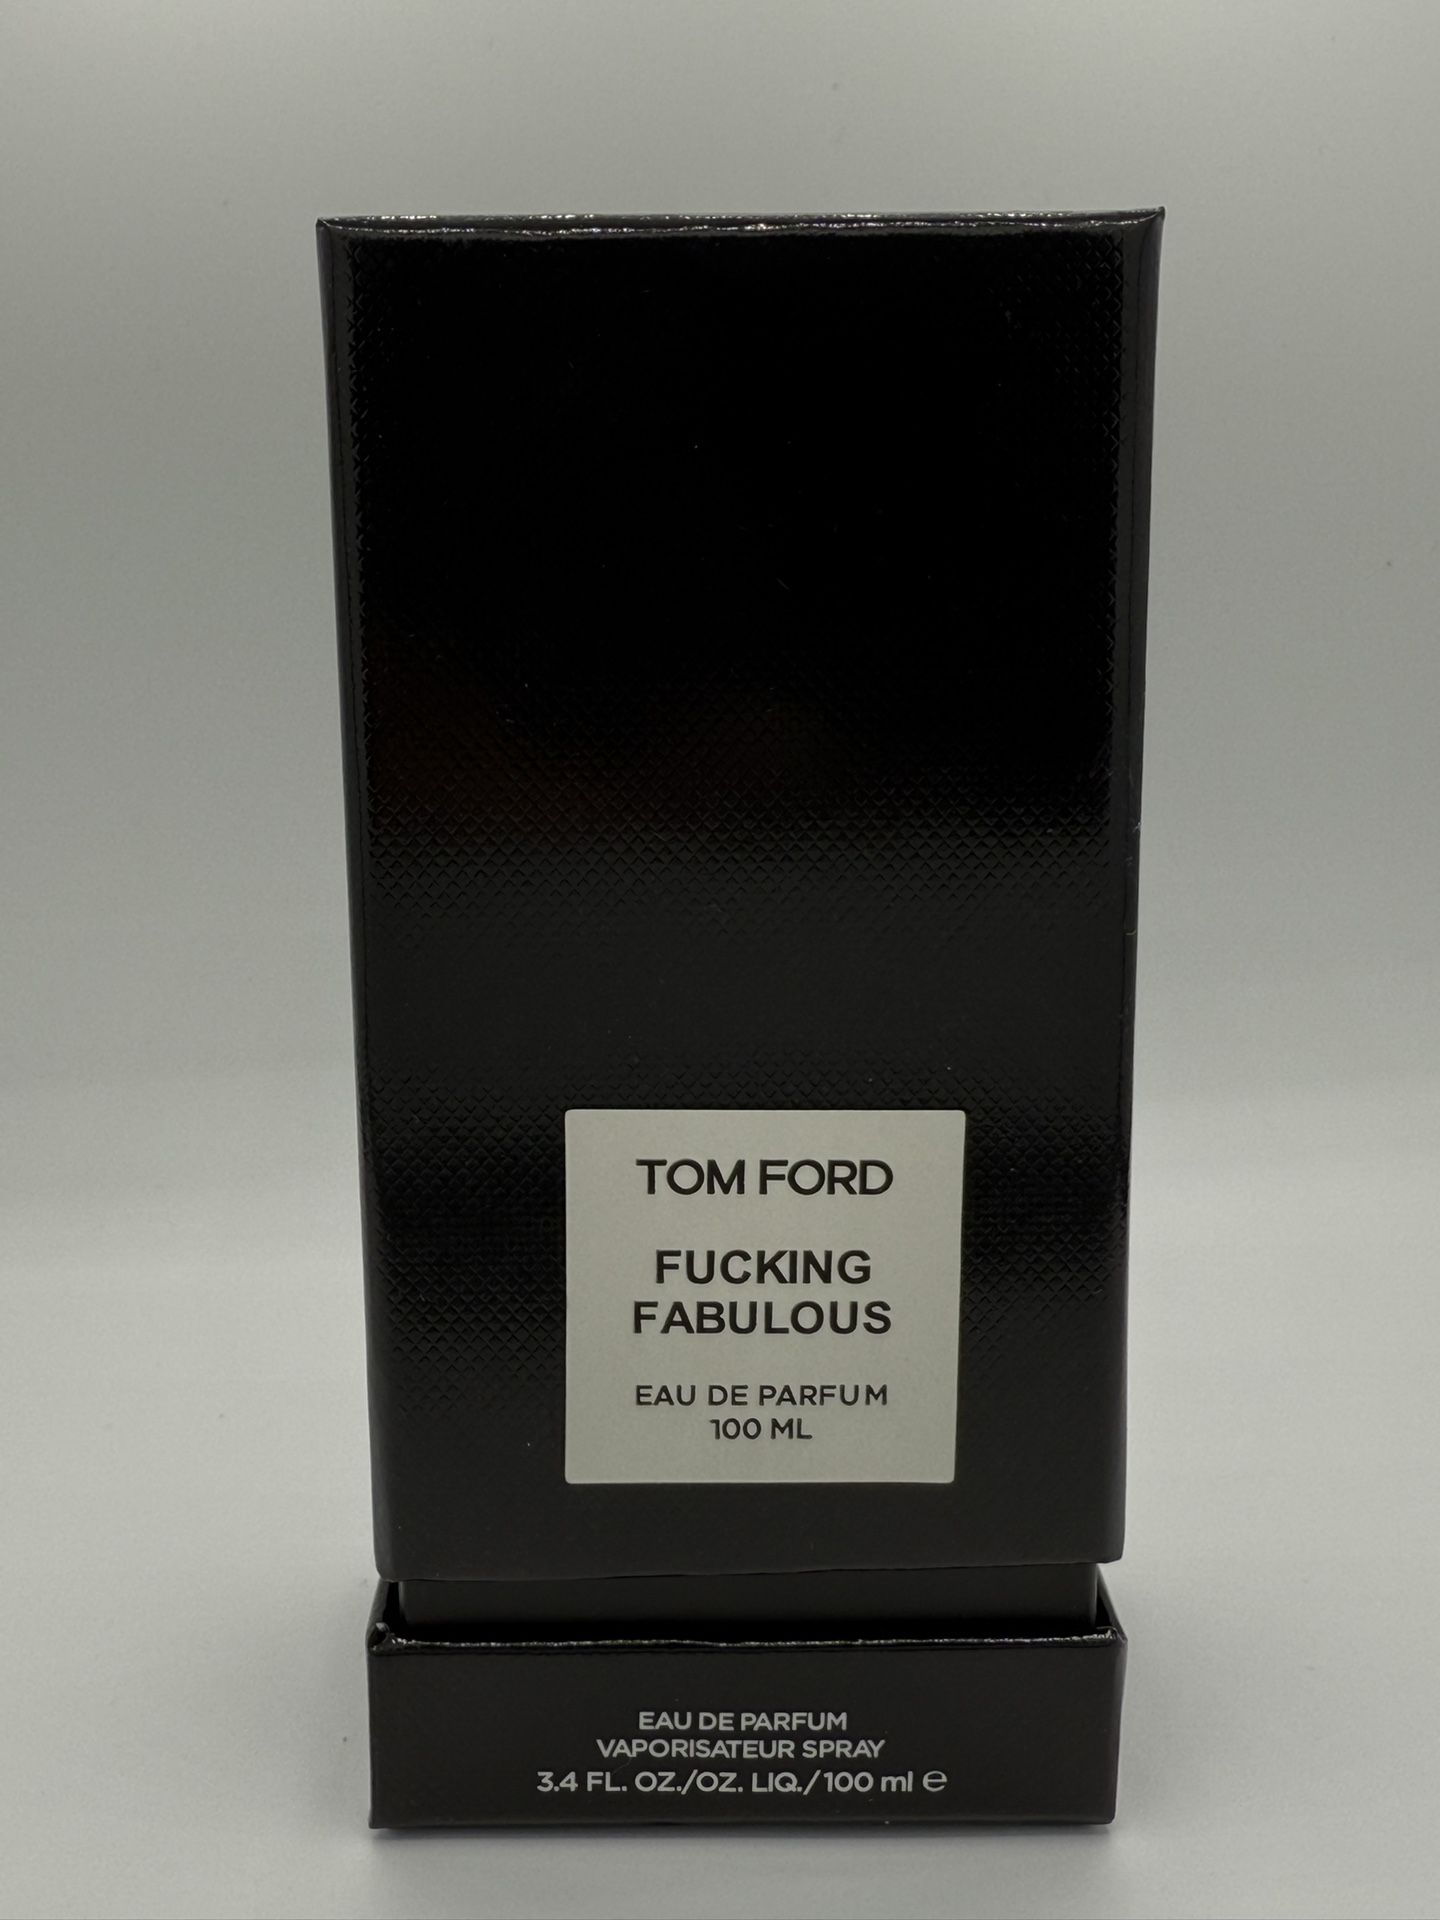 TOM FORD
FUCKING
FABULOUS
EAU DE PARFUM
100 ML
EAU DE PARFUM
VAPORISATEUR SPRAY
3.4 FL. OZ./OZ. LIQ./100 ml ℮